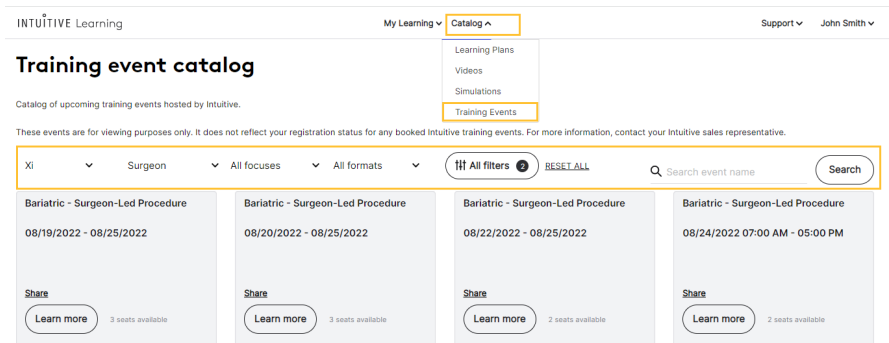 INTUITIVE Learning
My Learning
Catalog
Support
John Smith
Learning Plans
Videos
Simulations
Training Events
Training event catalog
Catalog of upcoming training events hosted by Intuitive.
These events are for viewing purposes only. It does not reflect your registration status for any booked Intuitive training events. For more information, contact your Intuitive sales representative.
Xi
Surgeon
All focuses
All formats
All filters 2
RESET ALL
Search event name
Search
Bariatric - Surgeon-Led Procedure
08/19/2022 - 08/25/2022
Share
Learn more
3 seats available
Bariatric - Surgeon-Led Procedure
08/20/2022 - 08/25/2022
Share
Learn more
3 seats available
Bariatric - Surgeon-Led Procedure
08/22/2022 - 08/25/2022
Share
Learn more
2 seats available
Bariatric - Surgeon-Led Procedure
08/24/2022 07:00 AM - 05:00 PM
Share
Learn more
2 seats available